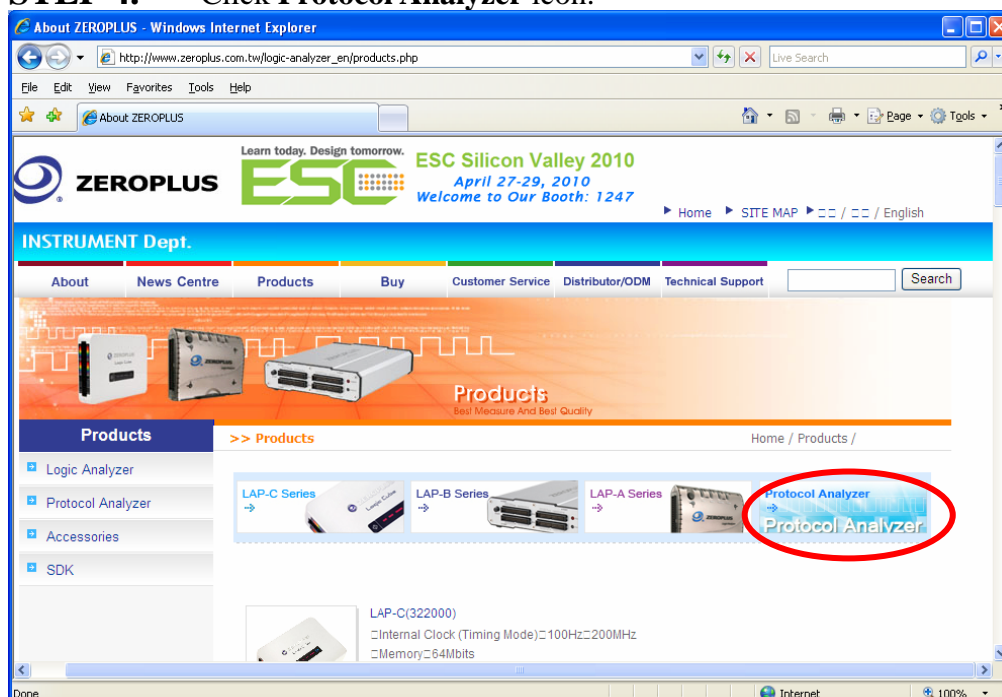 STEP 4. Click Protocol Analyzer icon.
About ZEROPLUS - Windows Internet Explorer
http://www.zeroplus.com.tw/logic-analyzer_en/products.php
Live Search
File Edit View Favorites Tools Help
About ZEROPLUS
Page Tools
ZEROPLUS
Learn today. Design tomorrow.
ESC
ESC Silicon Valley 2010
April 27-29, 2010
Welcome to Our Booth: 1247
Home SITE MAP □□ / □□ / English
INSTRUMENT Dept.
About News Centre Products Buy Customer Service Distributor/ODM Technical Support Search
Products
Best Measure And Best Quality
Products
>> Products
Home / Products /
Logic Analyzer
Protocol Analyzer
Accessories
SDK
LAP-C Series
LAP-B Series
LAP-A Series
Protocol Analyzer
Protocol Analyzer
LAP-C(322000)
□Internal Clock (Timing Mode)□100Hz□200MHz
□Memory□64Mbits
Done
Internet
100%